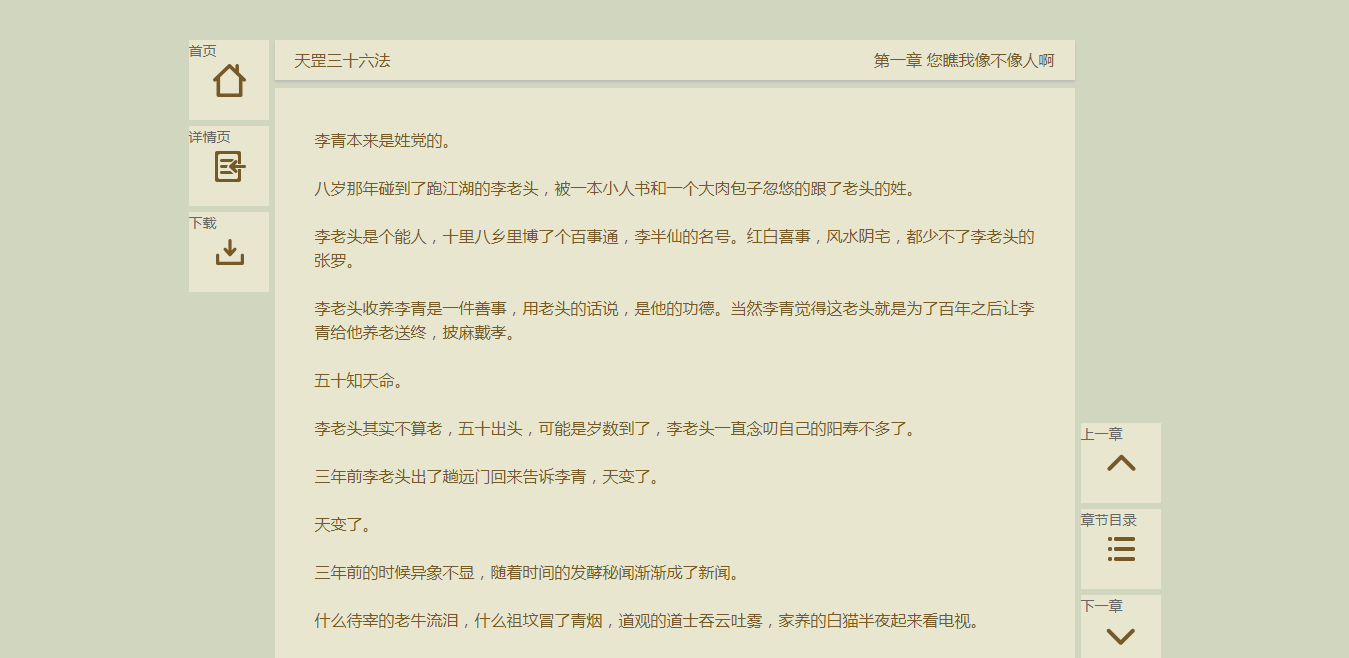 首页
详情页
下载
天罡三十六法
第一章 您瞧我像不像人啊
李青本来是姓党的。
八岁那年碰到了跑江湖的李老头，被一本小人书和一个大肉包子忽悠的跟了老头的姓。
李老头是个能人，十里八乡里博了个百事通，李半仙的名号。红白喜事，风水阴宅，都少不了李老头的
张罗。
李老头收养李青是一件善事，用老头的话说，是他的功德。当然李青觉得这老头就是为了百年之后让李
青给他养老送终，披麻戴孝。
五十知天命。
李老头其实不算老，五十出头，可能是岁数到了，李老头一直念叨自己的阳寿不多了。
三年前李老头出了趟远门回来告诉李青，天变了。
天变了。
三年前的时候异象不显，随着时间的发酵秘闻渐渐成了新闻。
什么待宰的老牛流泪，什么祖坟冒了青烟，道观的道士吞云吐雾，家养的白猫半夜起来看电视。
上一章
章节目录
下一章